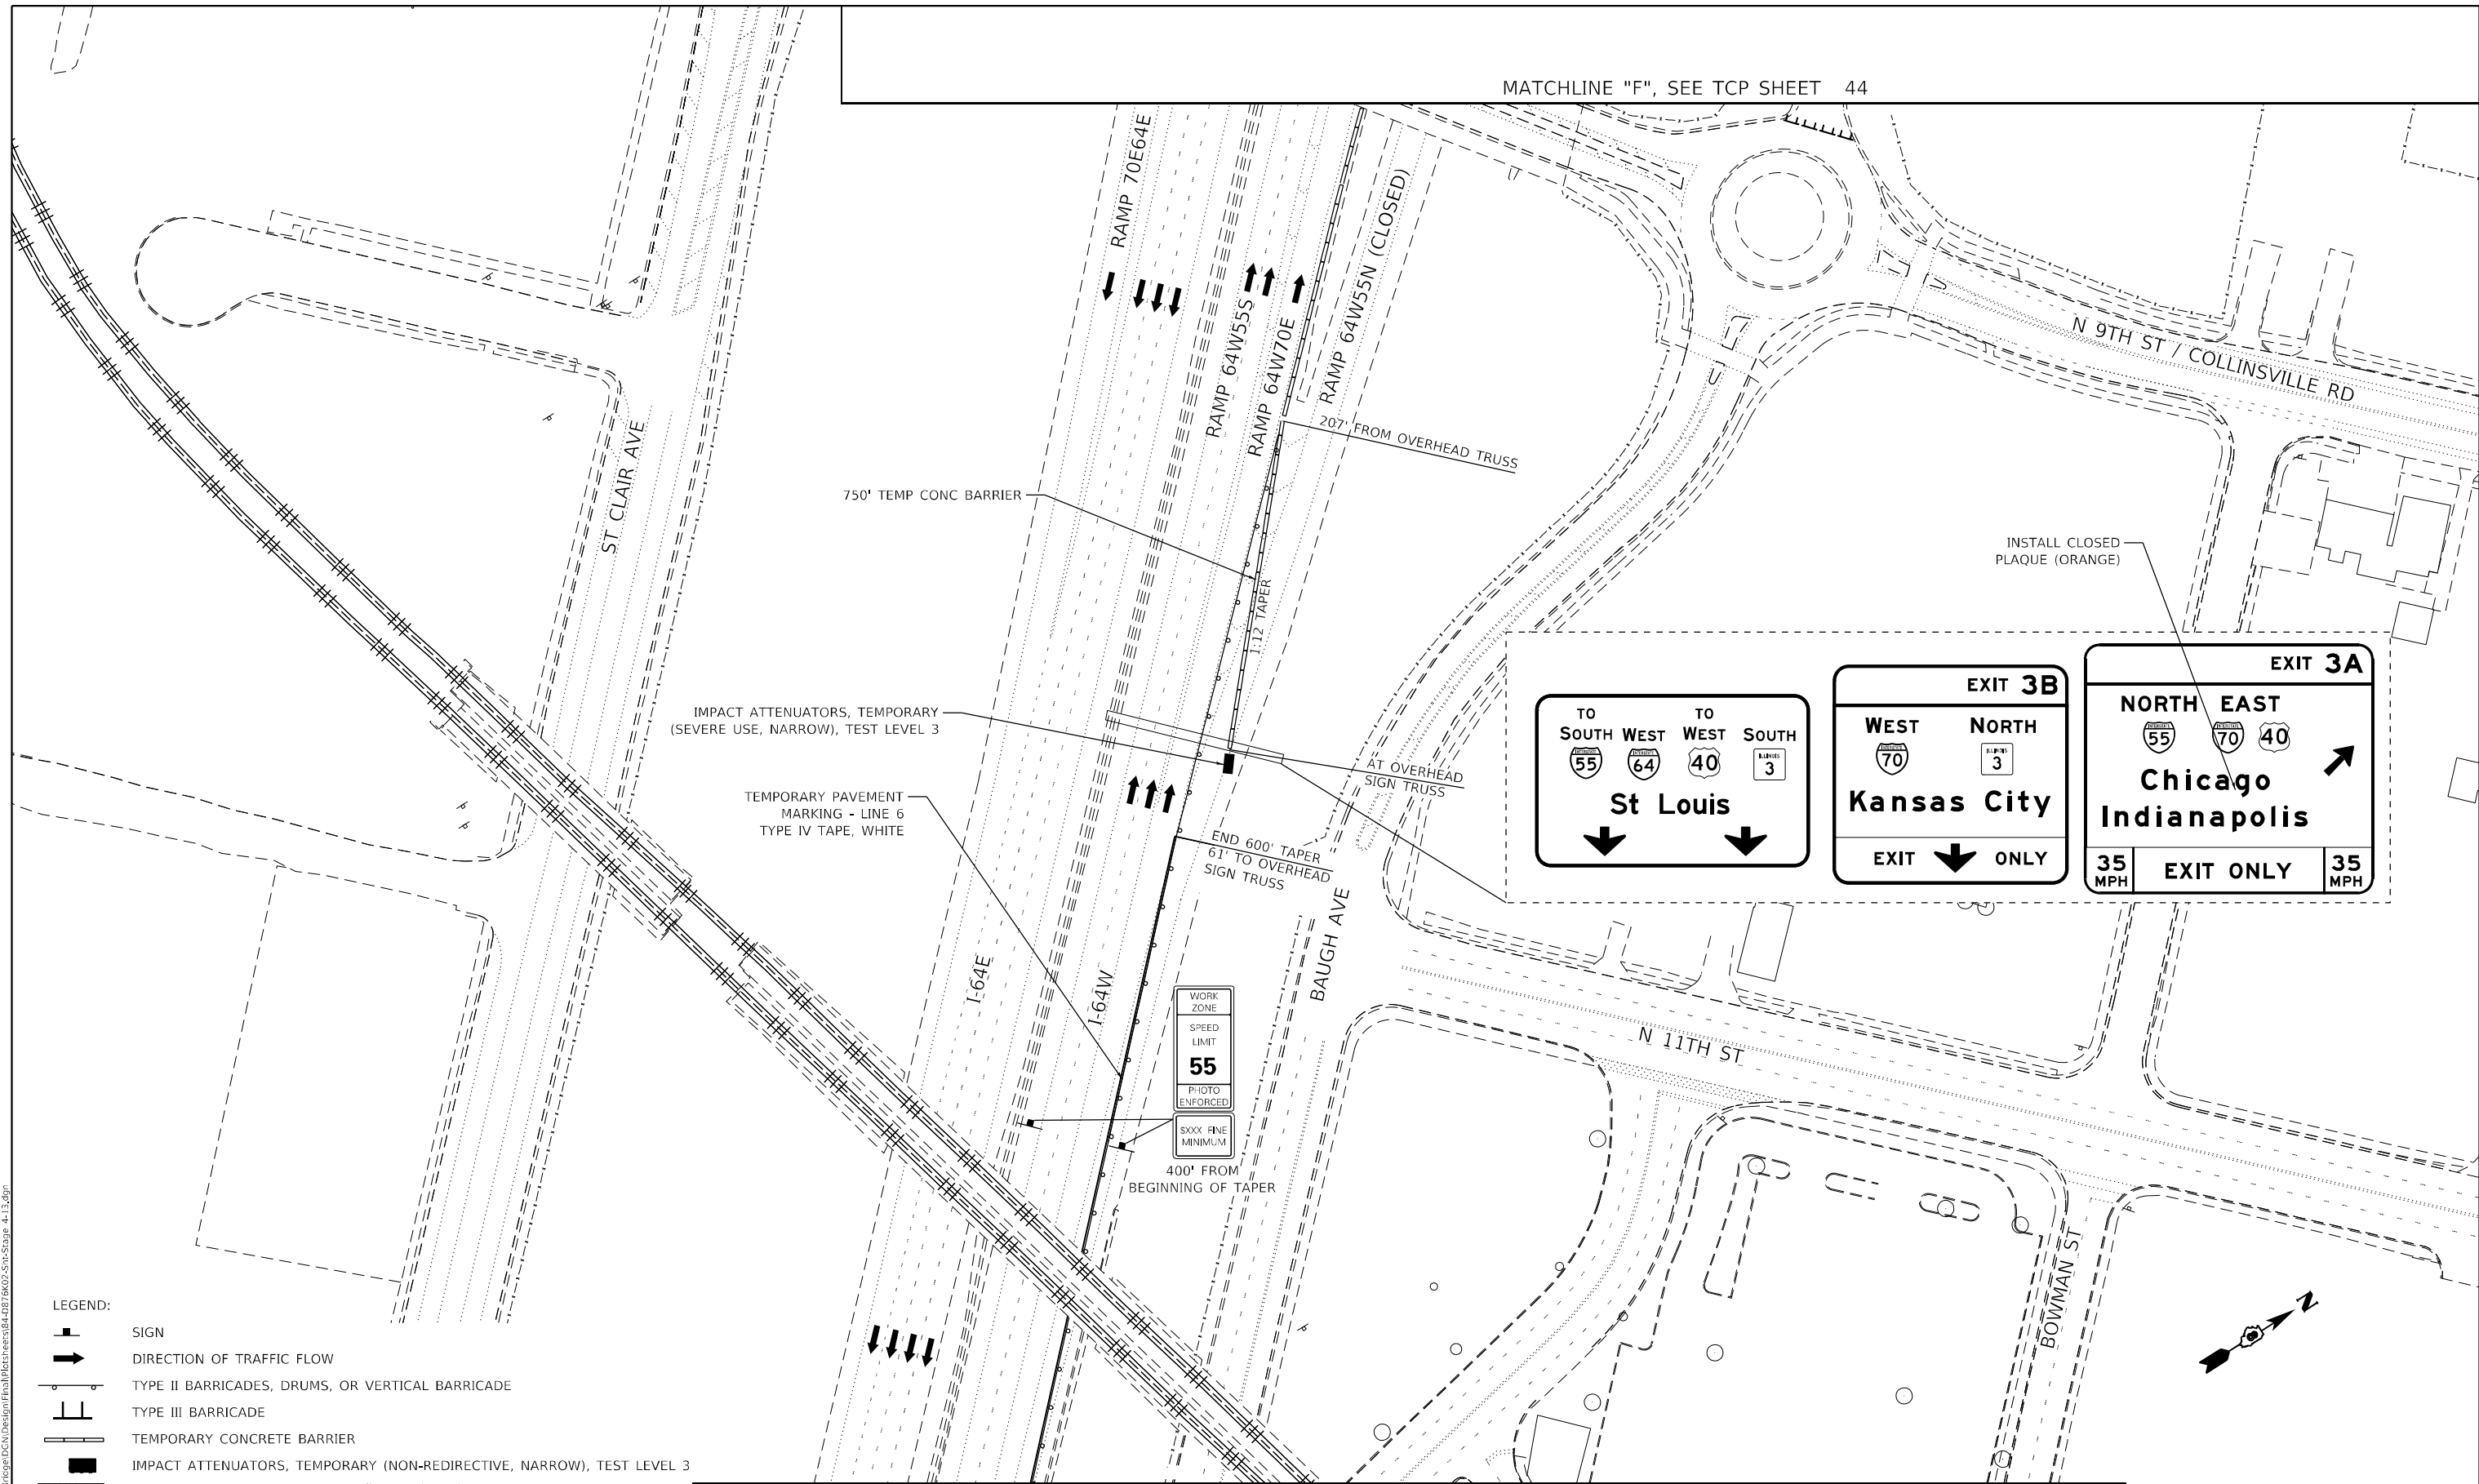 MATCHLINE "F", SEE TCP SHEET 44
RAMP 70E64E
RAMP 64W55S
RAMP 64W70E
RAMP 64W55N (CLOSED)
N 9TH ST / COLLINSVILLE RD
207' FROM OVERHEAD TRUSS
ST CLAIR AVE
750' TEMP CONC BARRIER
1:12 TAPER
INSTALL CLOSED
PLAQUE (ORANGE)
IMPACT ATTENUATORS, TEMPORARY
(SEVERE USE, NARROW), TEST LEVEL 3
AT OVERHEAD
SIGN TRUSS
TEMPORARY PAVEMENT
MARKING - LINE 6
TYPE IV TAPE, WHITE
END 600' TAPER
61' TO OVERHEAD
SIGN TRUSS
TO TO
SOUTH WEST WEST SOUTH
INTERSTATE INTERSTATE ILLINOIS
55 64 40 3
St Louis
EXIT 3B
WEST NORTH
INTERSTATE ILLINOIS
70 3
Kansas City
EXIT ONLY
EXIT 3A
NORTH EAST
INTERSTATE INTERSTATE
55 70 40
Chicago
Indianapolis
35 EXIT ONLY 35
MPH MPH
I-64E
I-64W
BAUGH AVE
N 11TH ST
BOWMAN ST
WORK
ZONE
SPEED
LIMIT
55
PHOTO
ENFORCED
$XXX FINE
MINIMUM
400' FROM
BEGINNING OF TAPER
N
LEGEND:
SIGN
DIRECTION OF TRAFFIC FLOW
TYPE II BARRICADES, DRUMS, OR VERTICAL BARRICADE
TYPE III BARRICADE
TEMPORARY CONCRETE BARRIER
IMPACT ATTENUATORS, TEMPORARY (NON-REDIRECTIVE, NARROW), TEST LEVEL 3